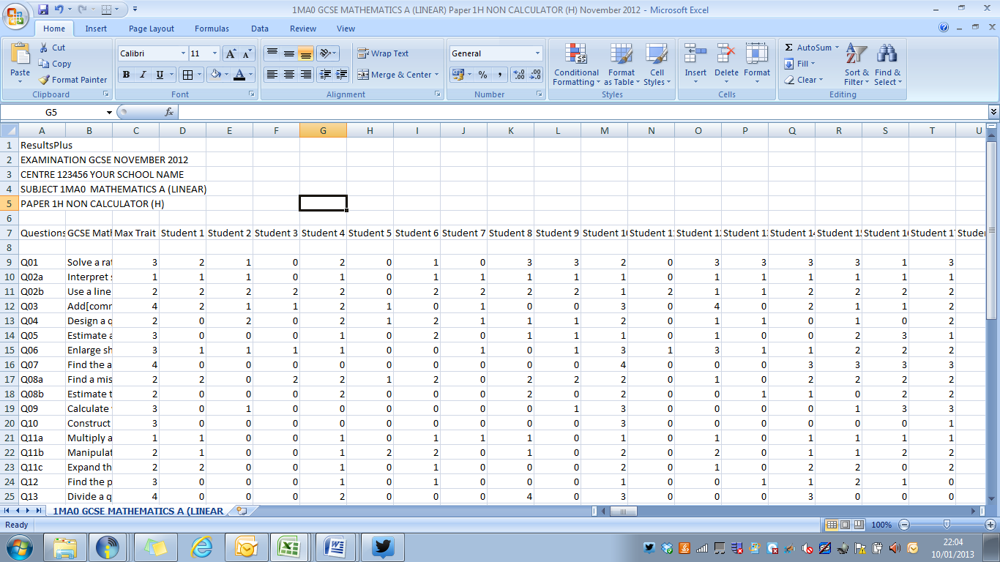 1MA0 GCSE MATHEMATICS A (LINEAR) Paper 1H NON CALCULATOR (H) November 2012 - Microsoft Excel
Home Insert Page Layout Formulas Data Review View
Paste Cut Copy Format Painter Clipboard
Calibri 11 Font
Wrap Text Merge & Center Alignment
General Number
Conditional Formatting Format as Table Cell Styles Styles
Insert Delete Format Cells
AutoSum Fill Clear Sort & Filter Find & Select Editing
G5 fx
A B C D E F G H I J K L M N O P Q R S T U
1 ResultsPlus
2 EXAMINATION GCSE NOVEMBER 2012
3 CENTRE 123456 YOUR SCHOOL NAME
4 SUBJECT 1MA0 MATHEMATICS A (LINEAR)
5 PAPER 1H NON CALCULATOR (H)
6
7 Questions GCSE Mat Max Trait Student 1 Student 2 Student 3 Student 4 Student 5 Student 6 Student 7 Student 8 Student 9 Student 1 Student 1 Student 1 Student 1 Student 1 Student 1 Student 1 Student 1 Stude
8
9 Q01 Solve a ra 3 2 1 0 2 0 1 0 3 3 2 0 3 3 3 3 1 3
10 Q02a Interpret 1 1 1 0 1 0 1 1 1 1 1 0 1 1 1 1 1 1
11 Q02b Use a line 2 2 2 2 2 0 2 2 2 2 1 2 1 1 2 2 2 2
12 Q03 Add[comr 4 2 1 1 2 1 0 1 0 0 3 0 4 0 2 1 1 2
13 Q04 Design a q 2 0 2 0 2 1 2 1 1 1 2 0 1 1 0 1 0 2
14 Q05 Estimate a 3 0 0 0 1 0 2 0 1 1 1 0 1 0 0 2 3 1
15 Q06 Enlarge sh 3 1 1 1 1 0 0 1 0 1 3 1 3 1 1 2 2 2
16 Q07 Find the a 4 0 0 0 0 0 0 0 0 0 4 0 0 0 3 3 3 3
17 Q08a Find a mis 2 2 0 2 2 1 2 0 2 2 2 0 1 0 2 2 2 2
18 Q08b Estimate t 2 0 0 0 2 0 0 0 2 0 2 0 0 1 1 0 2 2
19 Q09 Calculate 3 0 1 0 0 0 0 0 0 1 3 0 0 0 0 1 3 3
20 Q10 Construct 3 0 0 0 0 0 0 0 0 0 3 0 0 0 0 0 0 1
21 Q11a Multiply a 1 1 0 0 1 0 1 1 1 0 1 0 1 0 1 1 1 1
22 Q11b Manipulat 2 1 0 0 1 2 2 0 1 0 2 0 2 0 1 1 2 2
23 Q11c Expand th 2 2 0 0 1 0 1 0 0 0 2 0 1 0 2 2 0 2
24 Q12 Find the p 3 0 0 0 1 0 1 0 0 0 1 0 0 1 1 2 1 0
25 Q13 Divide a q 4 0 0 0 2 0 0 0 4 0 3 0 0 0 3 0 0 0
1MA0 GCSE MATHEMATICS A (LINEAR
Ready 100%
22:04
10/01/2013